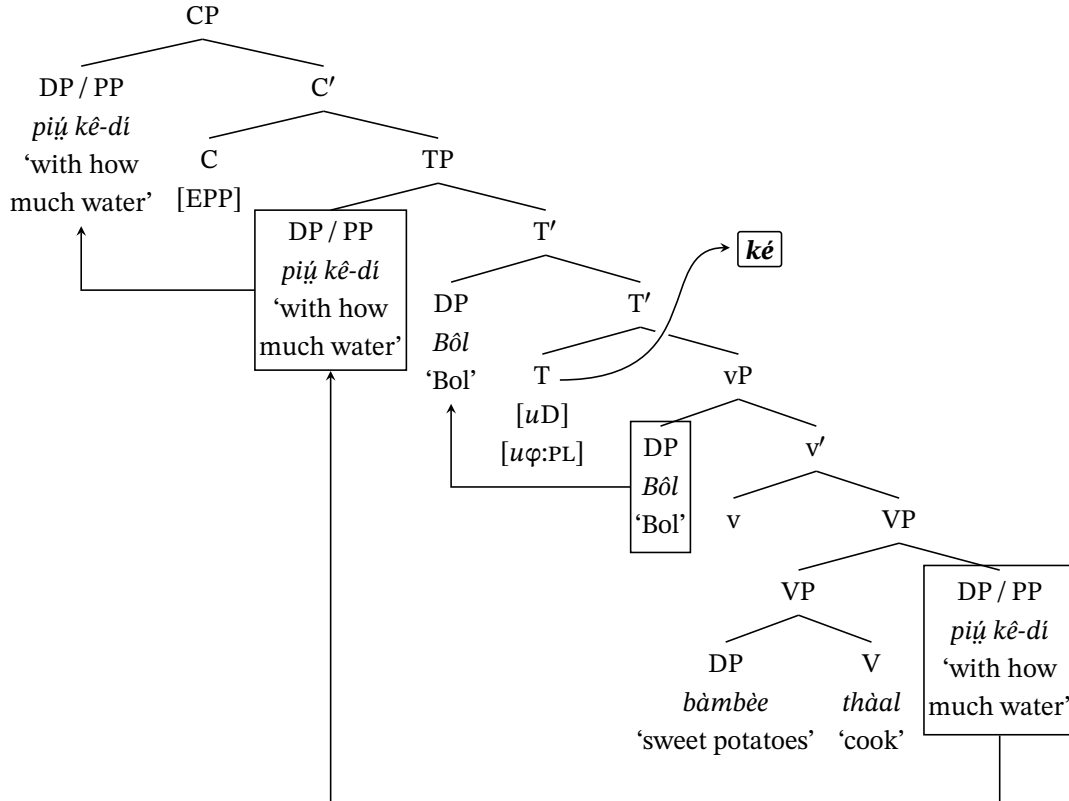 CP
DP / PP
piṳ́ kê-dí
‘with how
much water’
C′
C
[EPP]
TP
DP / PP
piṳ́ kê-dí
‘with how
much water’
T′
DP
Bôl
‘Bol’
T′
ké
T
[uD]
[uφ:PL]
vP
DP
Bôl
‘Bol’
v′
v
VP
VP
DP
bàmbèe
‘sweet potatoes’
V
thàal
‘cook’
DP / PP
piṳ́ kê-dí
‘with how
much water’